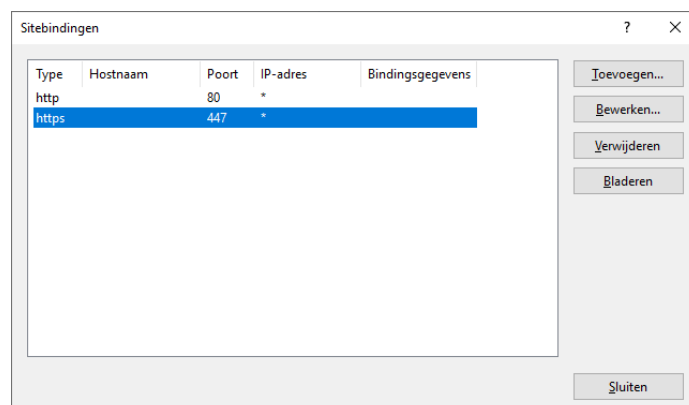 Sitebindingen ? ×
Type Hostnaam Poort IP-adres Bindingsgegevens
http 80 *
https 447 *
Toevoegen...
Bewerken...
Verwijderen
Bladeren
Sluiten